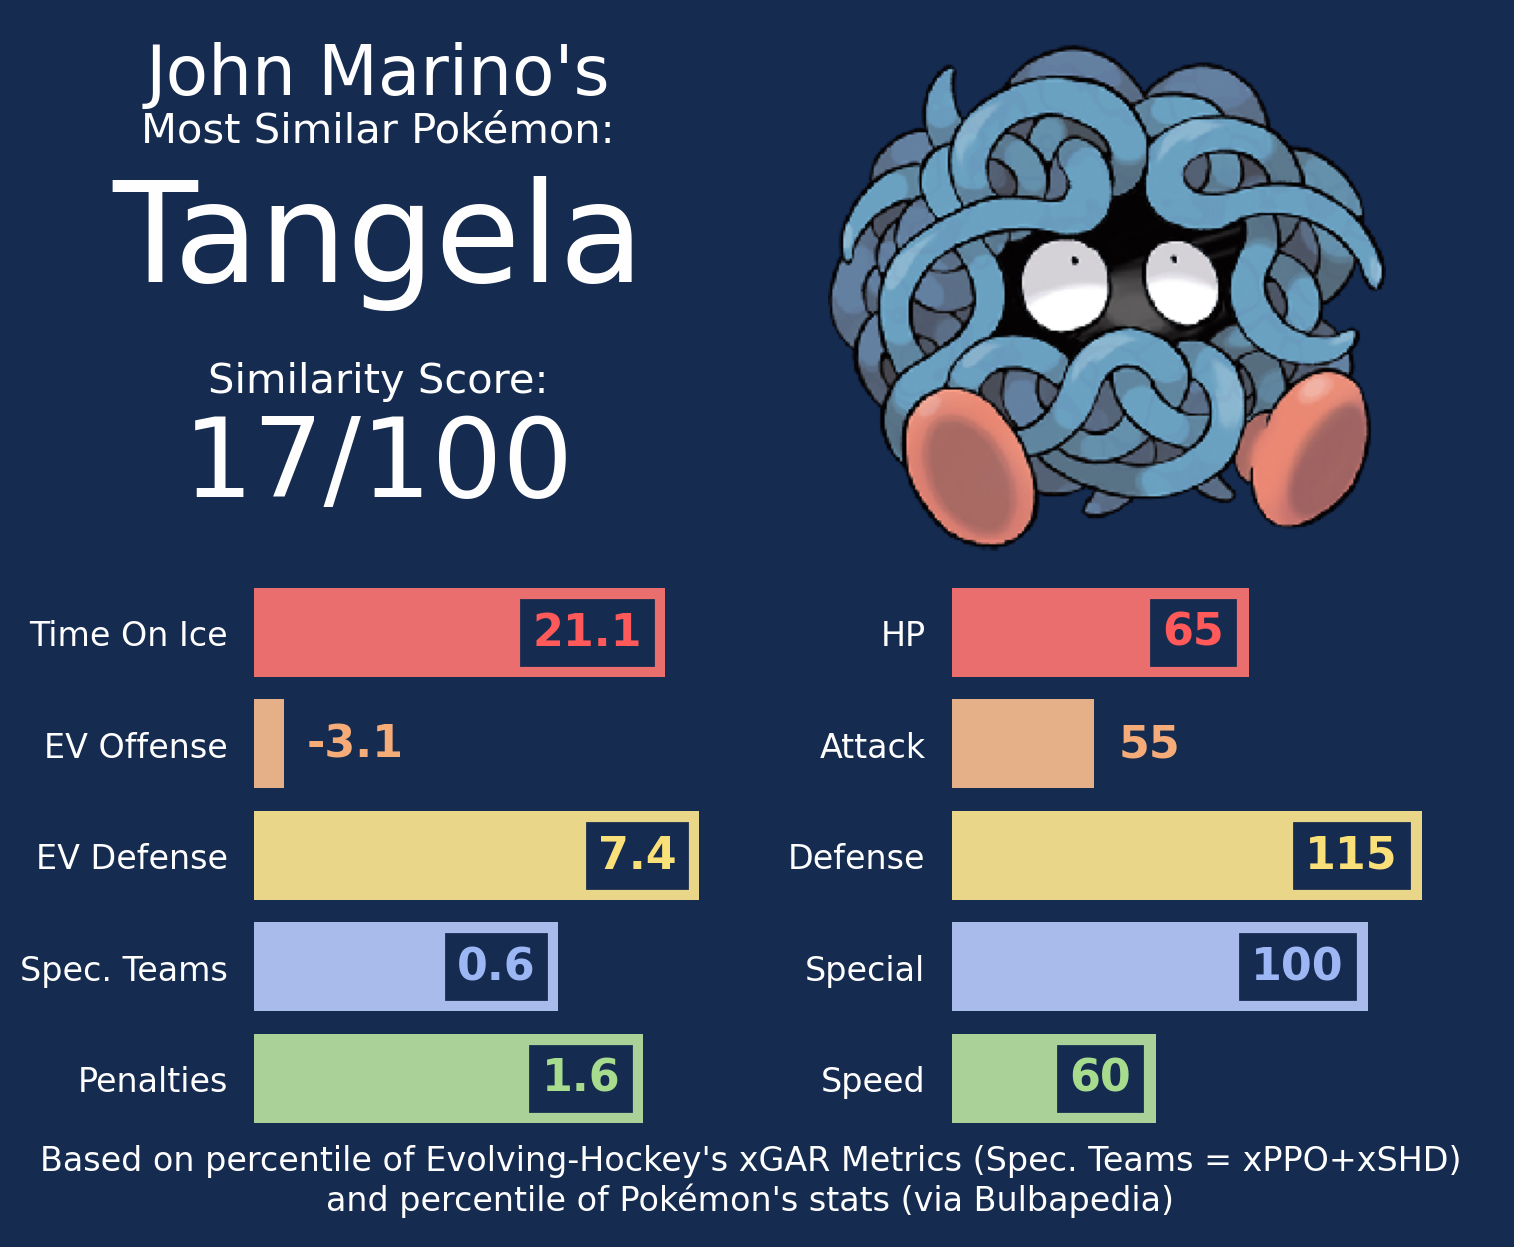 John Marino's
Most Similar Pokémon:
Tangela
Similarity Score:
17/100
Time On Ice 21.1
EV Offense -3.1
EV Defense 7.4
Spec. Teams 0.6
Penalties 1.6
HP 65
Attack 55
Defense 115
Special 100
Speed 60
Based on percentile of Evolving-Hockey's xGAR Metrics (Spec. Teams = xPPO+xSHD)
and percentile of Pokémon's stats (via Bulbapedia)